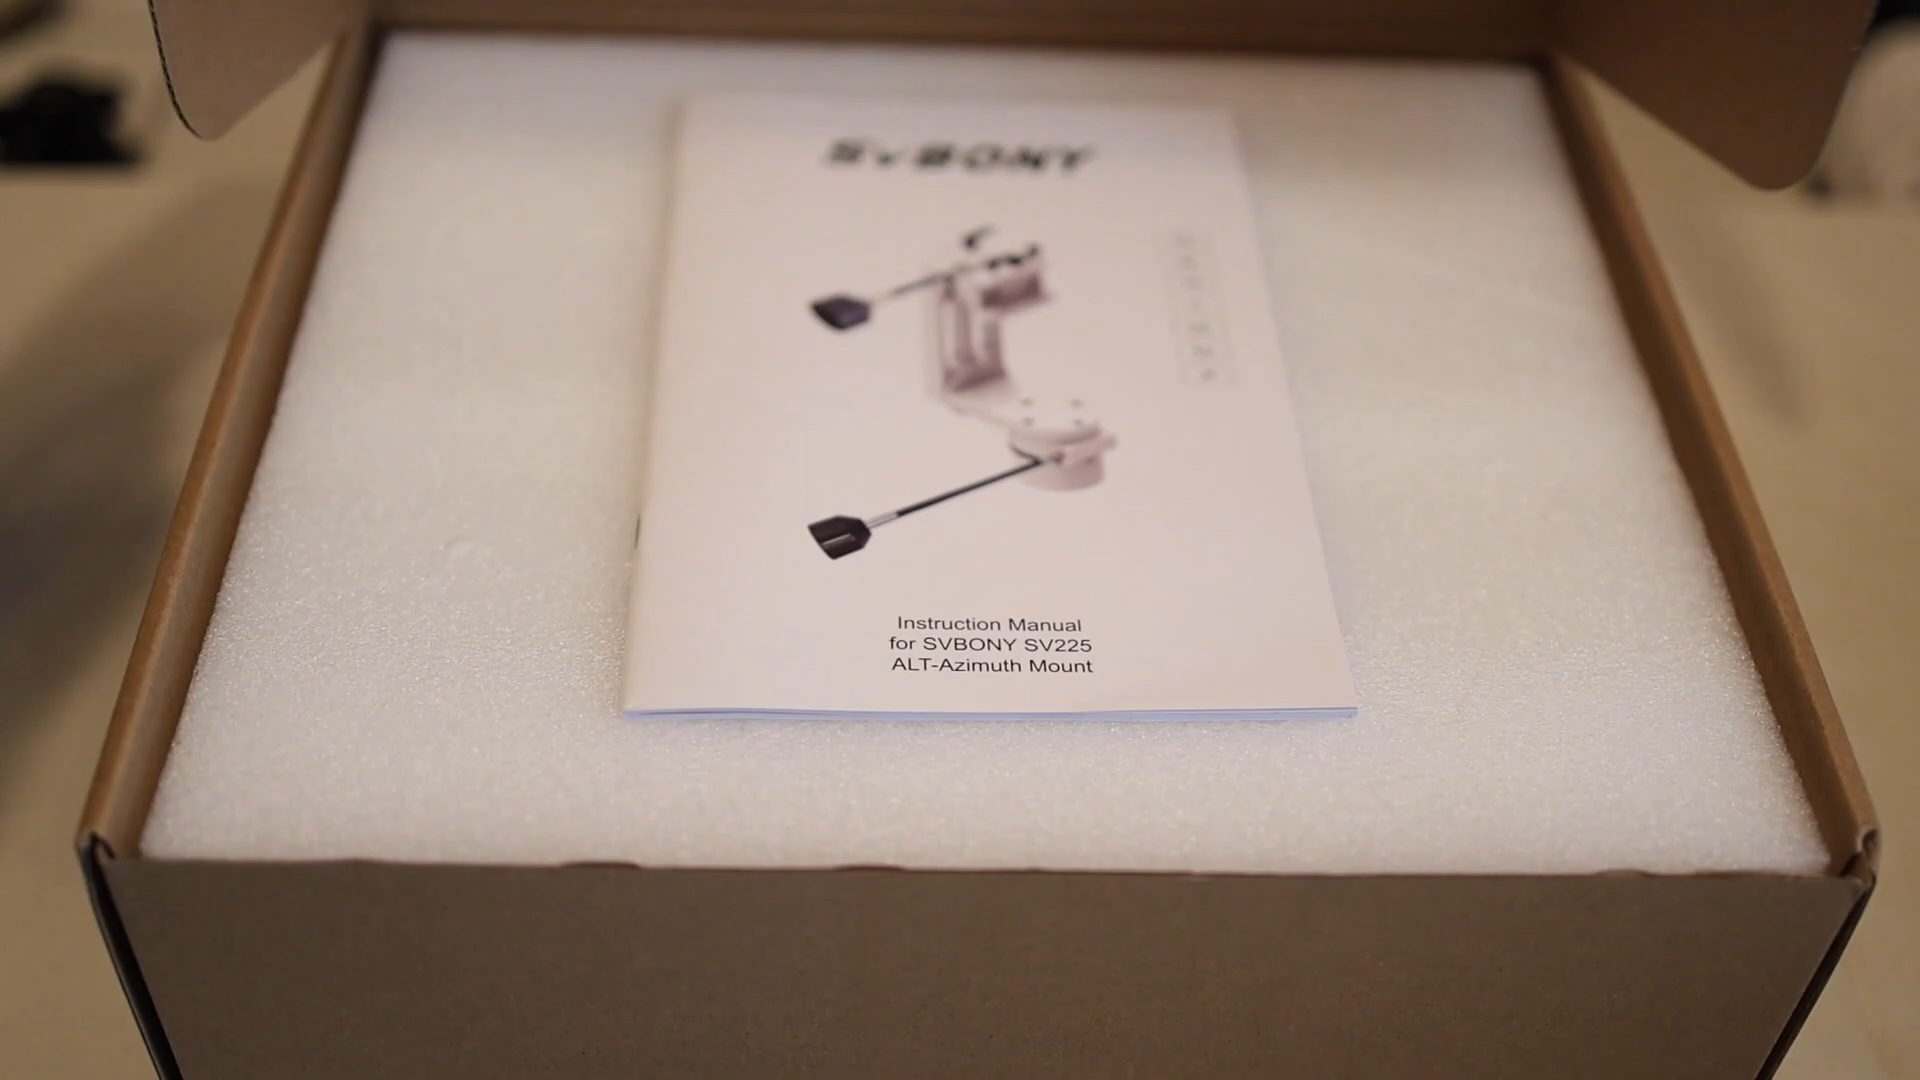 SVBONY
Instruction Manual
for SVBONY SV225
ALT-Azimuth Mount